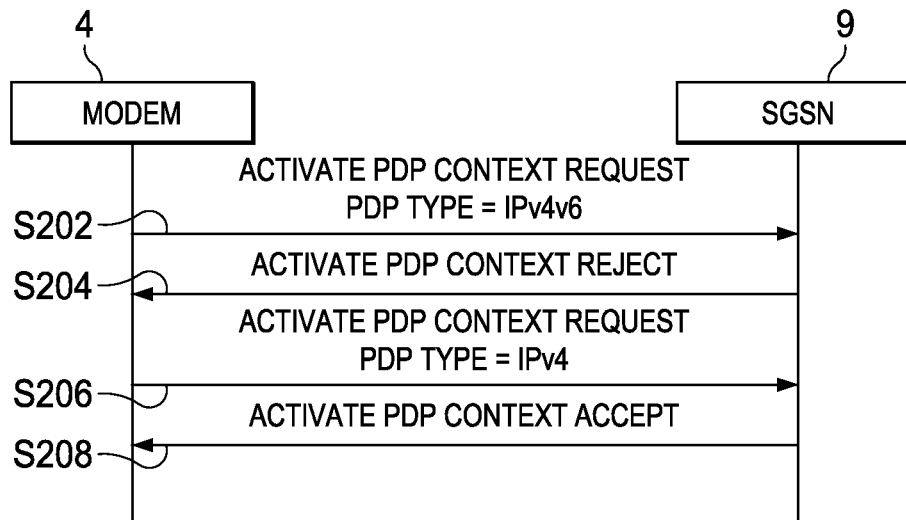 4
9
MODEM
SGSN
ACTIVATE PDP CONTEXT REQUEST
PDP TYPE = IPv4v6
S202
ACTIVATE PDP CONTEXT REJECT
S204
ACTIVATE PDP CONTEXT REQUEST
PDP TYPE = IPv4
S206
ACTIVATE PDP CONTEXT ACCEPT
S208